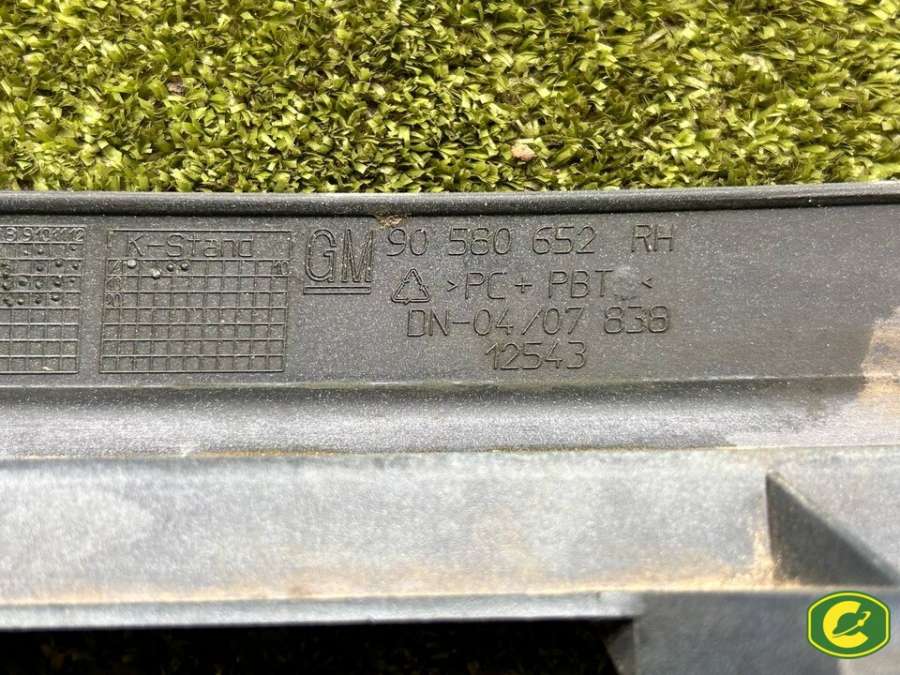 K-Stand
GM 90 580 652 RH
>PC + PBT <
DN-04/07 838
12543